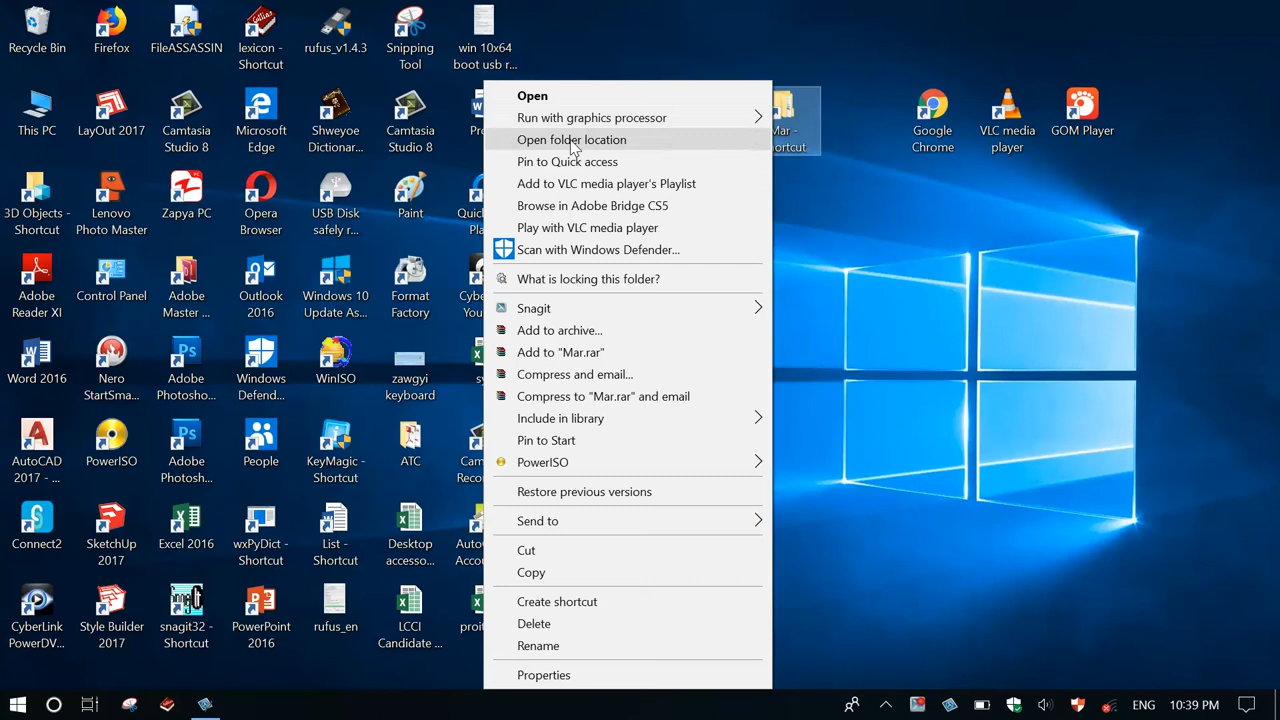 Recycle Bin
Firefox
FileASSASSIN
lexicon -
Shortcut
rufus_v1.4.3
Snipping
Tool
win 10x64
boot usb r...
This PC
LayOut 2017
Camtasia
Studio 8
Microsoft
Edge
Shweyoe
Dictionar...
Camtasia
Studio 8
Mar -
Google
Chrome
VLC media
player
GOM Player
3D Objects -
Shortcut
Lenovo
Photo Master
Zapya PC
Opera
Browser
USB Disk
safely r...
Paint
Adobe
Reader XI
Control Panel
Adobe
Master ...
Outlook
2016
Windows 10
Update As...
Format
Factory
Word 2016
Nero
StartSma...
Adobe
Photosho...
Windows
Defend...
WinISO
zawgyi
keyboard
AutoCAD
2017 - ...
PowerISO
Adobe
Photosh...
People
KeyMagic -
Shortcut
ATC
Connect2
SketchUp
2017
Excel 2016
wxPyDict -
Shortcut
List -
Shortcut
Desktop
accesso...
CyberLink
PowerDV...
Style Builder
2017
snagit32 -
Shortcut
PowerPoint
2016
rufus_en
LCCI
Candidate ...
Open
Run with graphics processor
Open folder location
Pin to Quick access
Add to VLC media player's Playlist
Browse in Adobe Bridge CS5
Play with VLC media player
Scan with Windows Defender...
What is locking this folder?
Snagit
Add to archive...
Add to "Mar.rar"
Compress and email...
Compress to "Mar.rar" and email
Include in library
Pin to Start
PowerISO
Restore previous versions
Send to
Cut
Copy
Create shortcut
Delete
Rename
Properties
ENG
10:39 PM